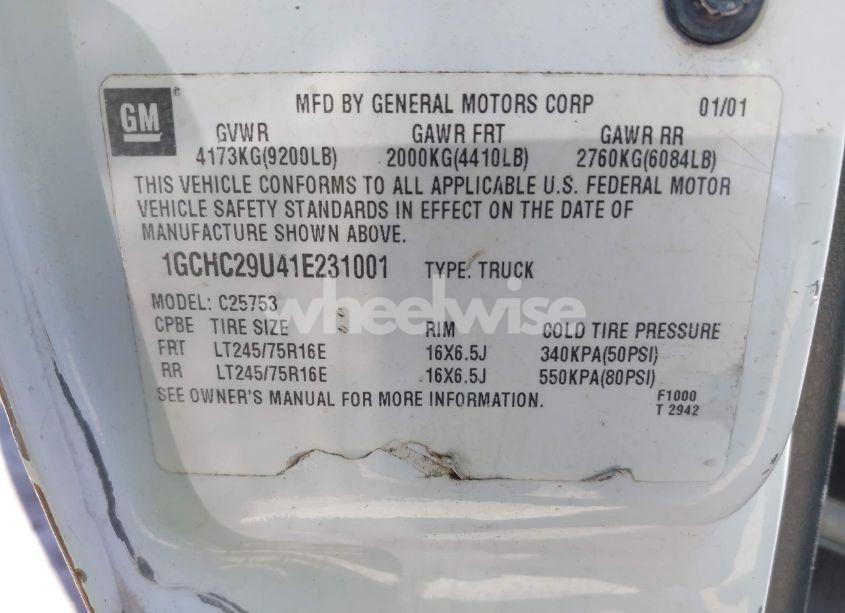 GM
MFD BY GENERAL MOTORS CORP 01/01
GVWR GAWR FRT GAWR RR
4173KG(9200LB) 2000KG(4410LB) 2760KG(6084LB)
THIS VEHICLE CONFORMS TO ALL APPLICABLE U.S. FEDERAL MOTOR
VEHICLE SAFETY STANDARDS IN EFFECT ON THE DATE OF
MANUFACTURE SHOWN ABOVE.
1GCHC29U41E231001 TYPE: TRUCK
wheelwise
MODEL: C25753
CPBE TIRE SIZE RIM COLD TIRE PRESSURE
FRT LT245/75R16E 16X6.5J 340KPA(50PSI)
RR LT245/75R16E 16X6.5J 550KPA(80PSI)
SEE OWNER'S MANUAL FOR MORE INFORMATION.
F1000
T 2942